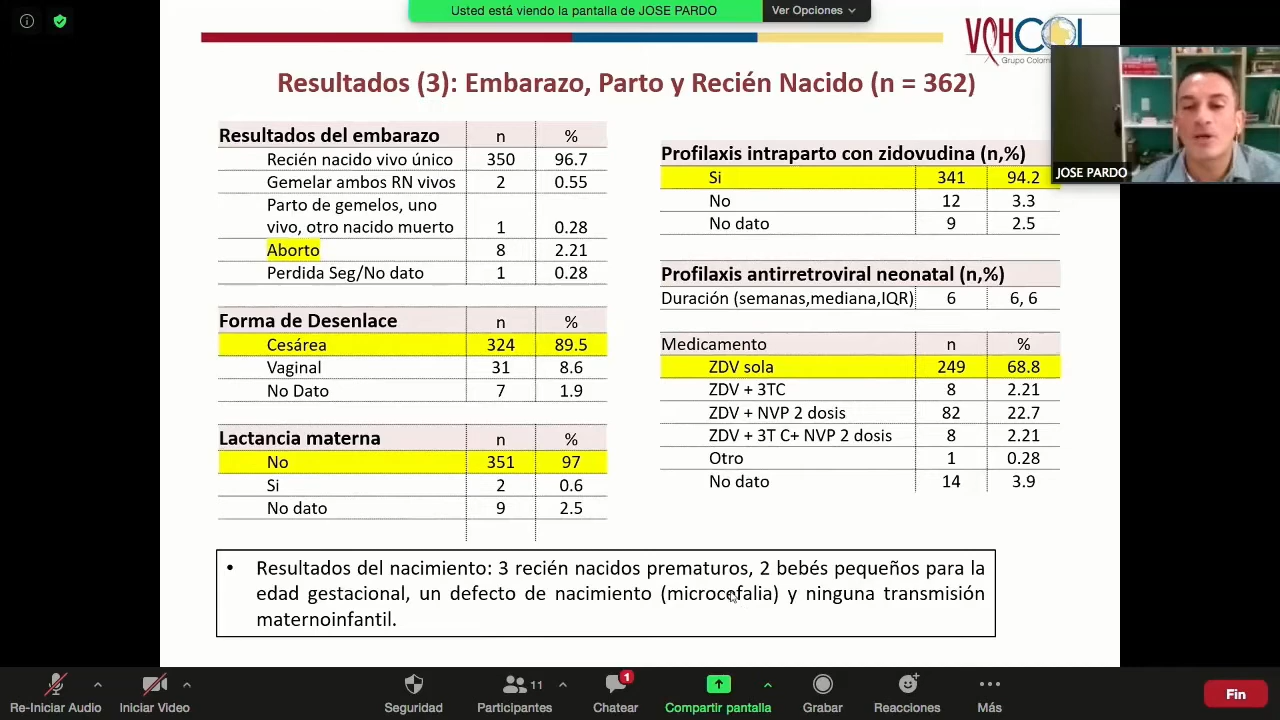 Usted está viendo la pantalla de JOSE PARDO
Ver Opciones
VIHCOL
Grupo Colom
Resultados (3): Embarazo, Parto y Recién Nacido (n = 362)
Resultados del embarazo n %
Recién nacido vivo único 350 96.7
Gemelar ambos RN vivos 2 0.55
Parto de gemelos, uno
vivo, otro nacido muerto 1 0.28
Aborto 8 2.21
Perdida Seg/No dato 1 0.28
Forma de Desenlace n %
Cesárea 324 89.5
Vaginal 31 8.6
No Dato 7 1.9
Lactancia materna n %
No 351 97
Si 2 0.6
No dato 9 2.5
Profilaxis intraparto con zidovudina (n,%)
Si 341 94.2
No 12 3.3
No dato 9 2.5
Profilaxis antirretroviral neonatal (n,%)
Duración (semanas,mediana,IQR) 6 6, 6
Medicamento n %
ZDV sola 249 68.8
ZDV + 3TC 8 2.21
ZDV + NVP 2 dosis 82 22.7
ZDV + 3T C+ NVP 2 dosis 8 2.21
Otro 1 0.28
No dato 14 3.9
JOSE PARDO
• Resultados del nacimiento: 3 recién nacidos prematuros, 2 bebés pequeños para la
edad gestacional, un defecto de nacimiento (microcefalia) y ninguna transmisión
maternoinfantil.
11
1
Re-Iniciar Audio
Iniciar Video
Seguridad
Participantes
Chatear
Compartir pantalla
Grabar
Reacciones
Más
Fin